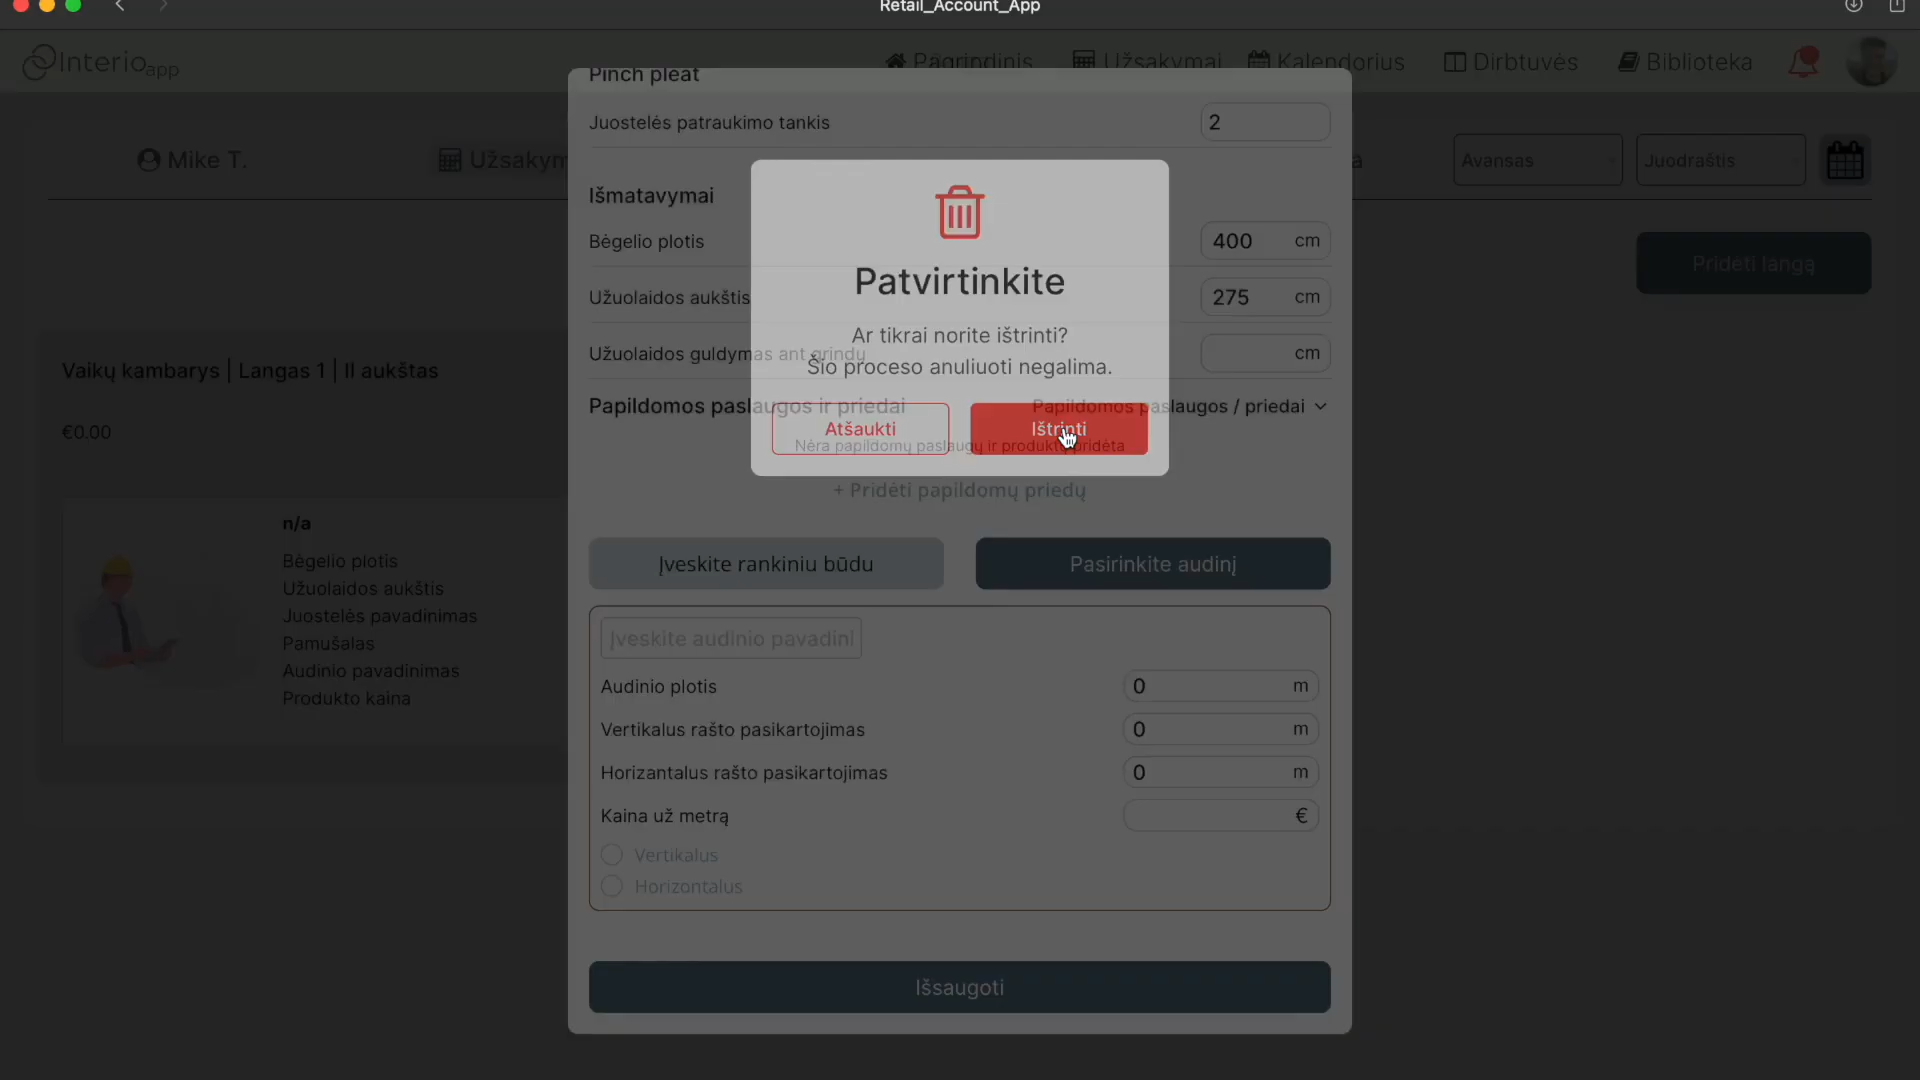 Retail_Account_App
Interioapp
Pagrindinis
Užsakymai
Kalendorius
Dirbtuvės
Biblioteka
Mike T.
Užsakym
Avansas
Juodraštis
Pridėti langą
Vaikų kambarys | Langas 1 | II aukštas
€0.00
n/a
Bėgelio plotis
Užuolaidos aukštis
Juostelės pavadinimas
Pamušalas
Audinio pavadinimas
Produkto kaina
Pinch pleat
Juostelės patraukimo tankis 2
Išmatavymai
Bėgelio plotis 400 cm
Užuolaidos aukštis 275 cm
Užuolaidos guldymas ant grindų cm
Papildomos paslaugos ir priedai
Papildomos paslaugos / priedai
Nėra papildomų paslaugų ir produktų pridėta
+ Pridėti papildomų priedų
Patvirtinkite
Ar tikrai norite ištrinti?
Šio proceso anuliuoti negalima.
Atšaukti
Ištrinti
Įveskite rankiniu būdu
Pasirinkite audinį
Įveskite audinio pavadini
Audinio plotis 0 m
Vertikalus rašto pasikartojimas 0 m
Horizantalus rašto pasikartojimas 0 m
Kaina už metrą €
Vertikalus
Horizontalus
Išsaugoti